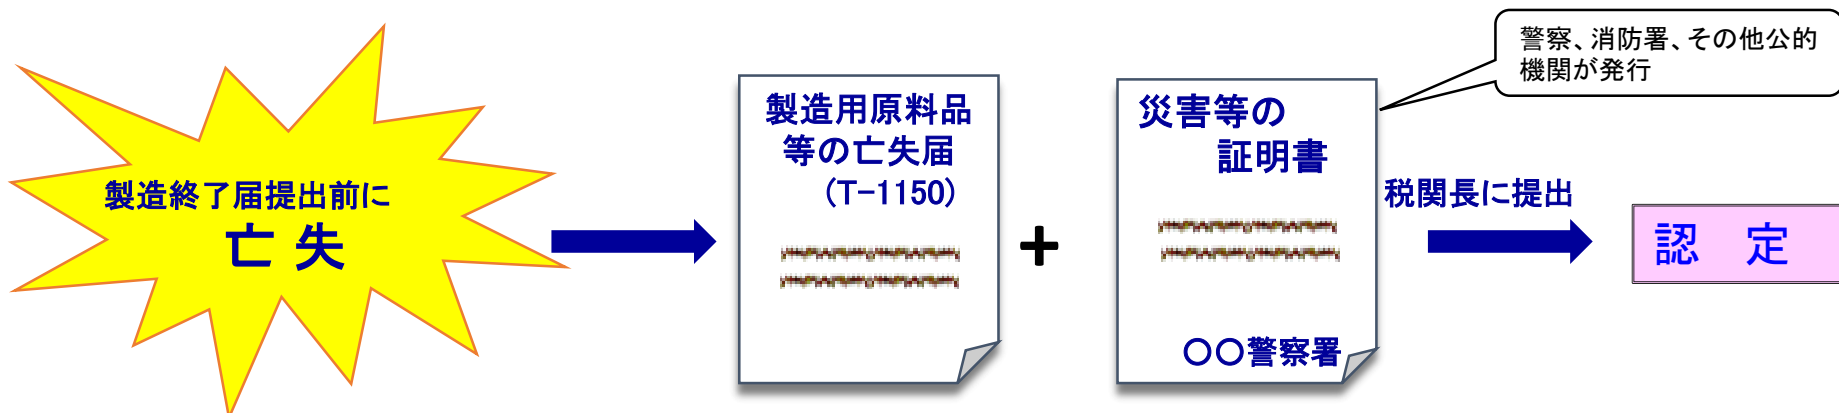 製造終了届提出前に
亡 失
製造用原料品
等の亡失届
（T-1150）
+
災害等の
証明書
○○警察署
警察、消防署、その他公的
機関が発行
税関長に提出
認 定